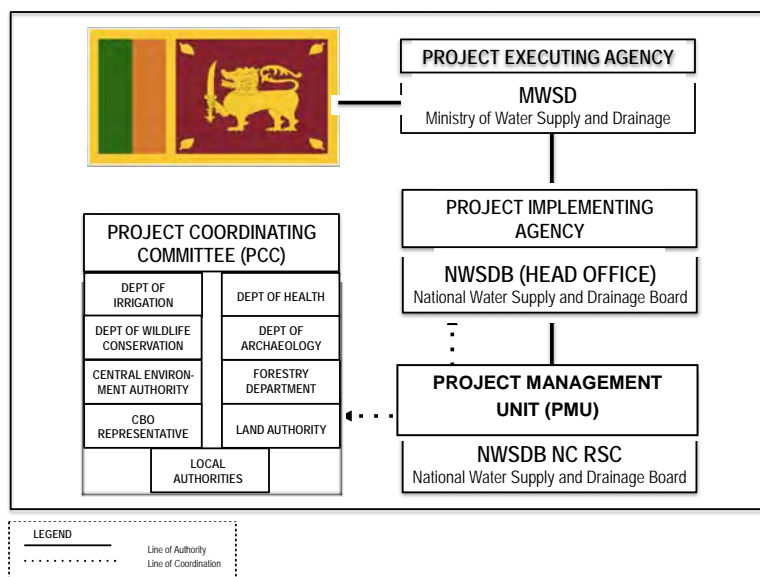 PROJECT EXECUTING AGENCY
MWSD
Ministry of Water Supply and Drainage
PROJECT IMPLEMENTING
AGENCY
NWSDB (HEAD OFFICE)
National Water Supply and Drainage Board
PROJECT COORDINATING
COMMITTEE (PCC)
DEPT OF
IRRIGATION
DEPT OF HEALTH
DEPT OF WILDLIFE
CONSERVATION
DEPT OF
ARCHAEOLOGY
CENTRAL ENVIRON-
MENT AUTHORITY
FORESTRY
DEPARTMENT
CBO
REPRESENTATIVE
LAND AUTHORITY
LOCAL
AUTHORITIES
PROJECT MANAGEMENT
UNIT (PMU)
NWSDB NC RSC
National Water Supply and Drainage Board
LEGEND
Line of Authority
Line of Coordination